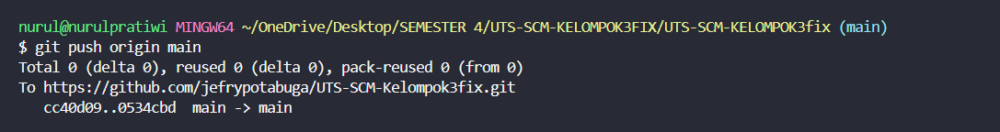 nurul@nurulpratiwi MINGW64 ~/OneDrive/Desktop/SEMESTER 4/UTS-SCM-KELOMPOK3FIX/UTS-SCM-KELOMPOK3fix (main)
$ git push origin main
Total 0 (delta 0), reused 0 (delta 0), pack-reused 0 (from 0)
To https://github.com/jefrypotabuga/UTS-SCM-Kelompok3fix.git
   cc40d09..0534cbd  main -> main